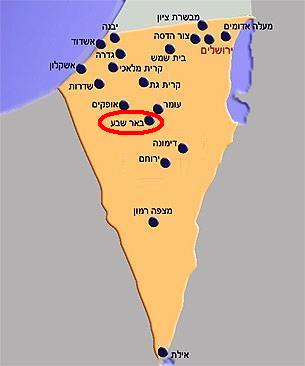 מבשרת ציון
מעלה אדומים
יבנה
צור הדסה
ירושלים
אשדוד
גדרה
בית שמש
אשקלון
קרית מלאכי
שדרות
קרית גת
אופקים
עומר
באר שבע
דימונה
ירוחם
מצפה רמון
אילת